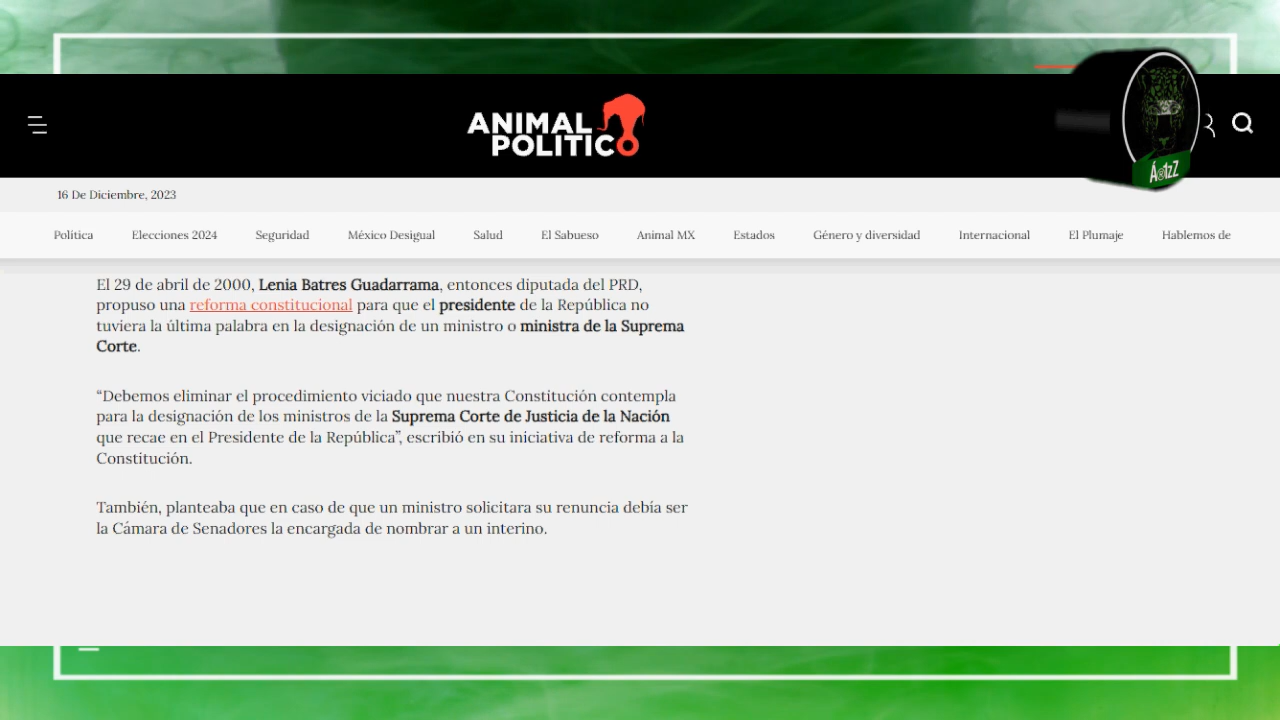 ANIMAL
POLITICO
Á@1zZ
16 De Diciembre, 2023
Política Elecciones 2024 Seguridad México Desigual Salud El Sabueso Animal MX Estados Género y diversidad Internacional El Plumaje Hablemos de
El 29 de abril de 2000, Lenia Batres Guadarrama, entonces diputada del PRD,
propuso una reforma constitucional para que el presidente de la República no
tuviera la última palabra en la designación de un ministro o ministra de la Suprema
Corte.
“Debemos eliminar el procedimiento viciado que nuestra Constitución contempla
para la designación de los ministros de la Suprema Corte de Justicia de la Nación
que recae en el Presidente de la República”, escribió en su iniciativa de reforma a la
Constitución.
También, planteaba que en caso de que un ministro solicitara su renuncia debía ser
la Cámara de Senadores la encargada de nombrar a un interino.